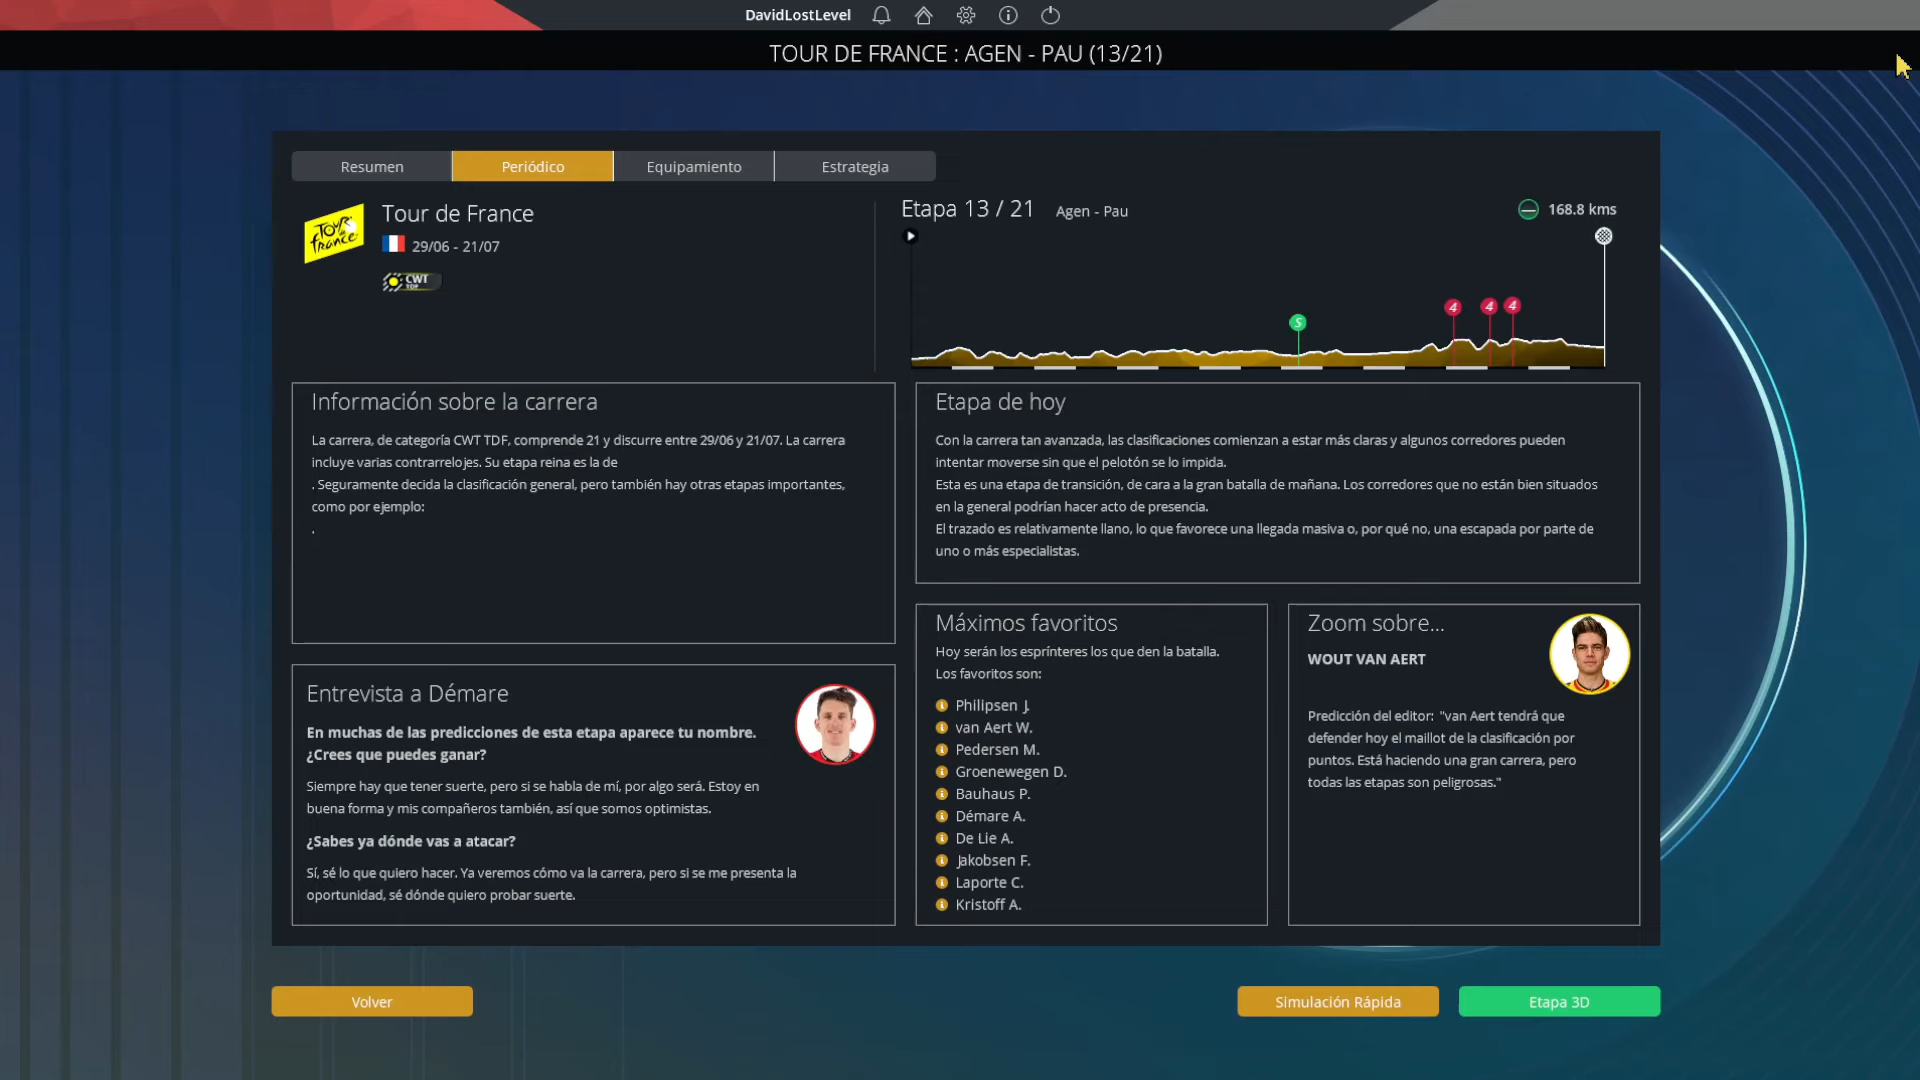 DavidLostLevel
TOUR DE FRANCE : AGEN - PAU (13/21)
Resumen
Periódico
Equipamiento
Estrategia
TOUR de france
Tour de France
29/06 - 21/07
CWT TDF
Etapa 13 / 21
Agen - Pau
168.8 kms
S
4
4
4
Información sobre la carrera
La carrera, de categoría CWT TDF, comprende 21 y discurre entre 29/06 y 21/07. La carrera
incluye varias contrarrelojes. Su etapa reina es la de
. Seguramente decida la clasificación general, pero también hay otras etapas importantes,
como por ejemplo:
.
Etapa de hoy
Con la carrera tan avanzada, las clasificaciones comienzan a estar más claras y algunos corredores pueden
intentar moverse sin que el pelotón se lo impida.
Esta es una etapa de transición, de cara a la gran batalla de mañana. Los corredores que no están bien situados
en la general podrían hacer acto de presencia.
El trazado es relativamente llano, lo que favorece una llegada masiva o, por qué no, una escapada por parte de
uno o más especialistas.
Entrevista a Démare
En muchas de las predicciones de esta etapa aparece tu nombre.
¿Crees que puedes ganar?
Siempre hay que tener suerte, pero si se habla de mí, por algo será. Estoy en
buena forma y mis compañeros también, así que somos optimistas.
¿Sabes ya dónde vas a atacar?
Sí, sé lo que quiero hacer. Ya veremos cómo va la carrera, pero si se me presenta la
oportunidad, sé dónde quiero probar suerte.
Máximos favoritos
Hoy serán los esprínteres los que den la batalla.
Los favoritos son:
Philipsen J.
van Aert W.
Pedersen M.
Groenewegen D.
Bauhaus P.
Démare A.
De Lie A.
Jakobsen F.
Laporte C.
Kristoff A.
Zoom sobre...
WOUT VAN AERT
Predicción del editor: "van Aert tendrá que
defender hoy el maillot de la clasificación por
puntos. Está haciendo una gran carrera, pero
todas las etapas son peligrosas."
Volver
Simulación Rápida
Etapa 3D